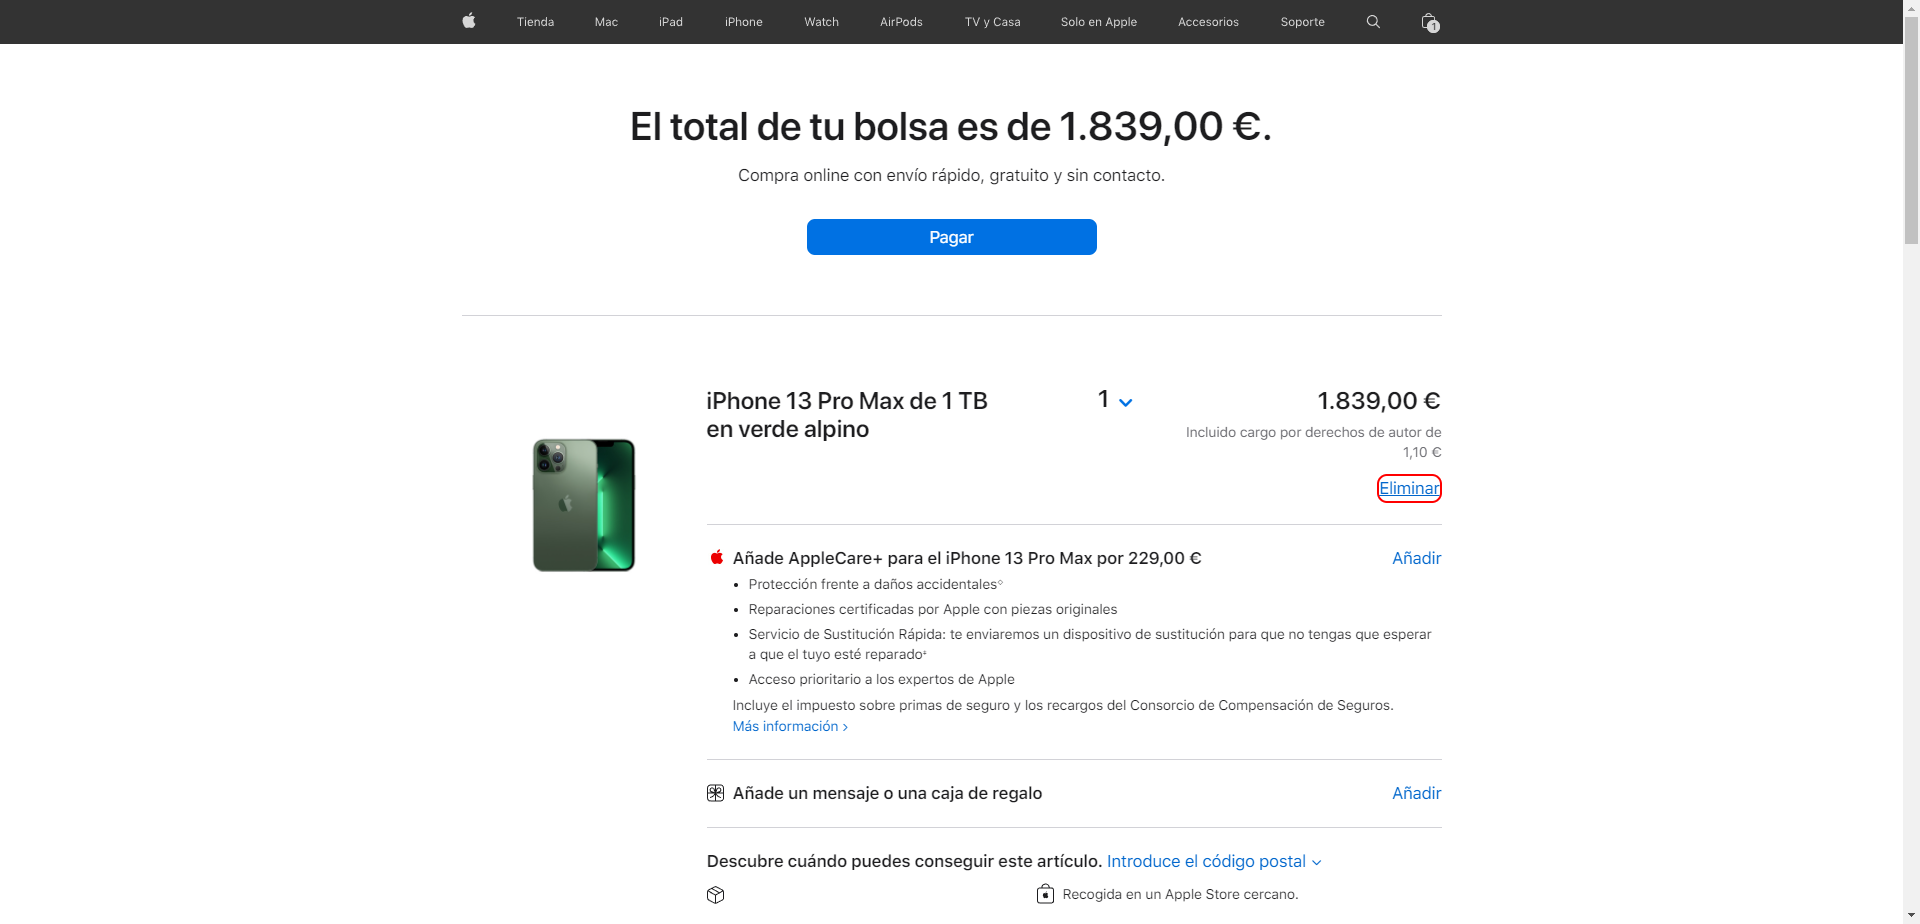 Tienda Mac iPad iPhone Watch AirPods TV y Casa Solo en Apple Accesorios Soporte 1
El total de tu bolsa es de 1.839,00 €.
Compra online con envío rápido, gratuito y sin contacto.
Pagar
iPhone 13 Pro Max de 1 TB
en verde alpino
1
1.839,00 €
Incluido cargo por derechos de autor de
1,10 €
Eliminar
Añade AppleCare+ para el iPhone 13 Pro Max por 229,00 € Añadir
• Protección frente a daños accidentales◊
• Reparaciones certificadas por Apple con piezas originales
• Servicio de Sustitución Rápida: te enviaremos un dispositivo de sustitución para que no tengas que esperar
a que el tuyo esté reparado±
• Acceso prioritario a los expertos de Apple
Incluye el impuesto sobre primas de seguro y los recargos del Consorcio de Compensación de Seguros.
Más información >
Añade un mensaje o una caja de regalo Añadir
Descubre cuándo puedes conseguir este artículo. Introduce el código postal
Recogida en un Apple Store cercano.